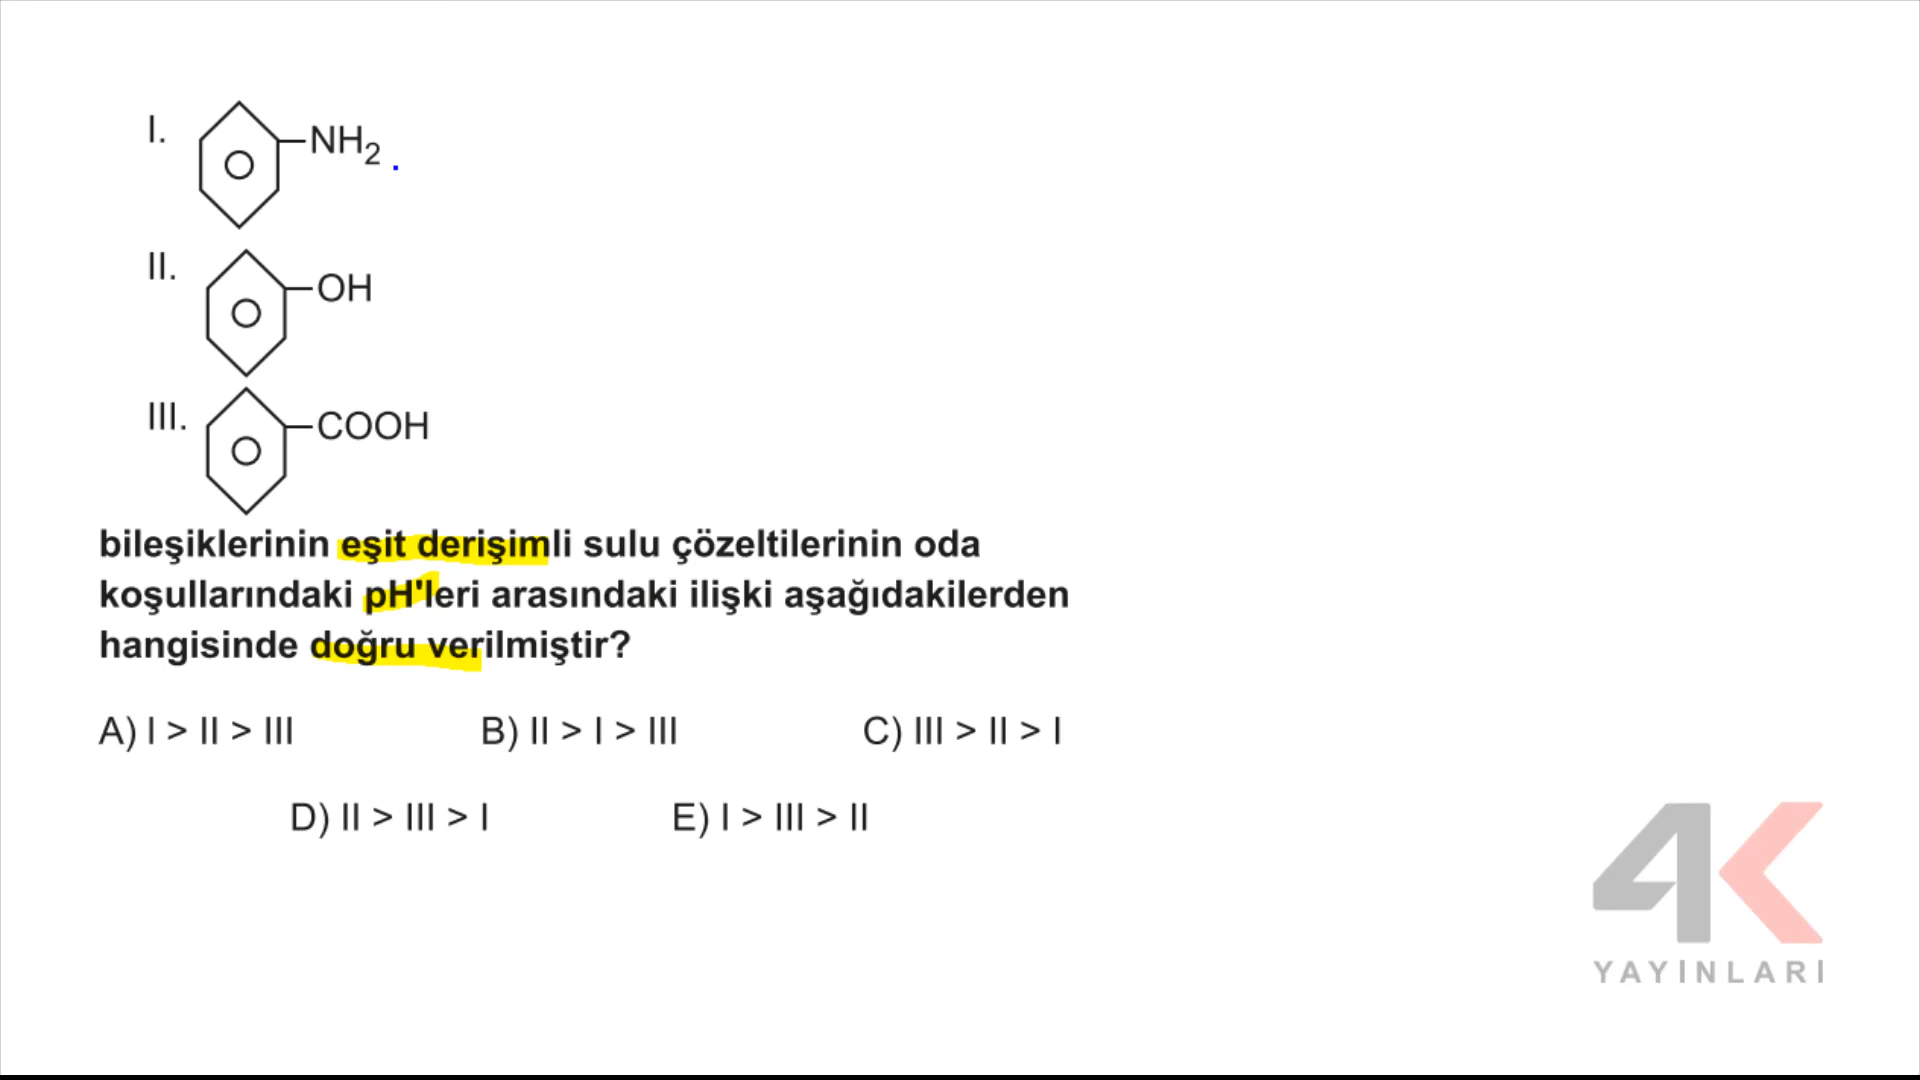 I. NH2
II. OH
III. COOH
bileşiklerinin eşit derişimli sulu çözeltilerinin oda
koşullarındaki pH'leri arasındaki ilişki aşağıdakilerden
hangisinde doğru verilmiştir?
A) I > II > III B) II > I > III C) III > II > I
D) II > III > I E) I > III > II
4K
YAYINLARI